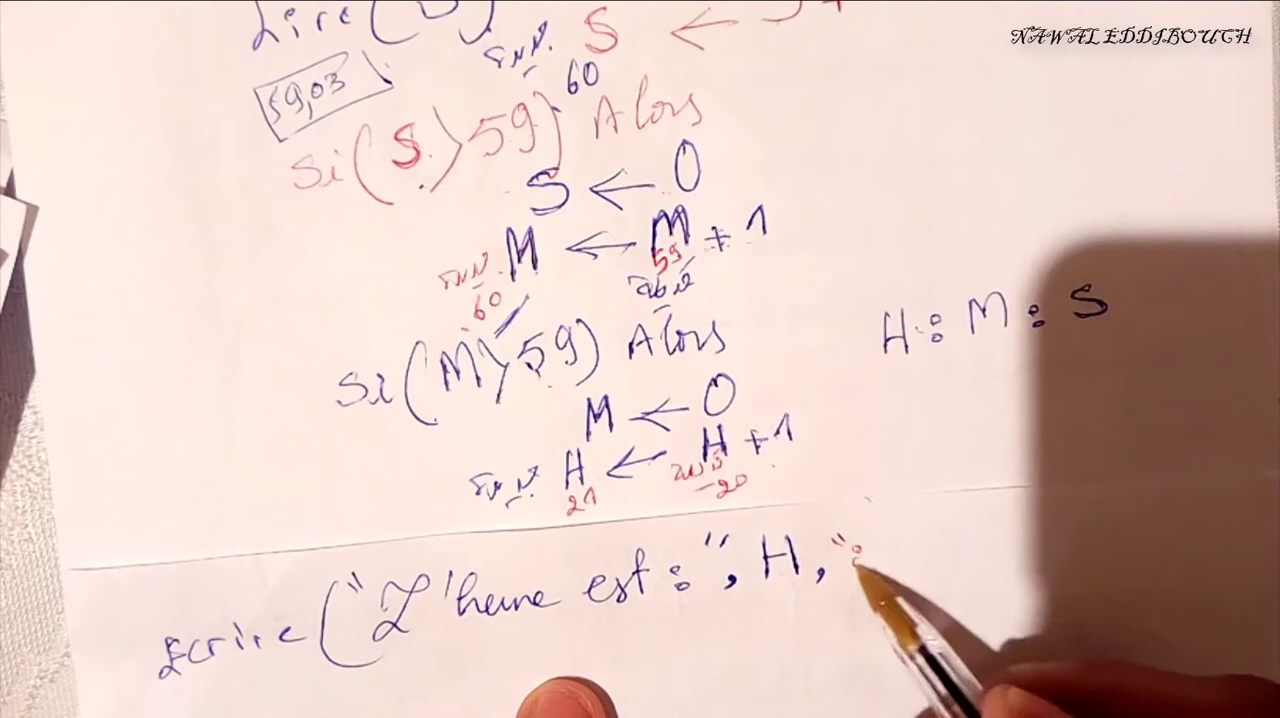 NAWAL EDDIBOUCH
Lire(
S ←
59,03
60
Si(S>59) Alors
S ← 0
M ← M + 1
59
60
Si(M>59) Alors
H : M : S
M ← 0
H ← H + 1
21 20
Ecrire("L'heure est : ", H, ":